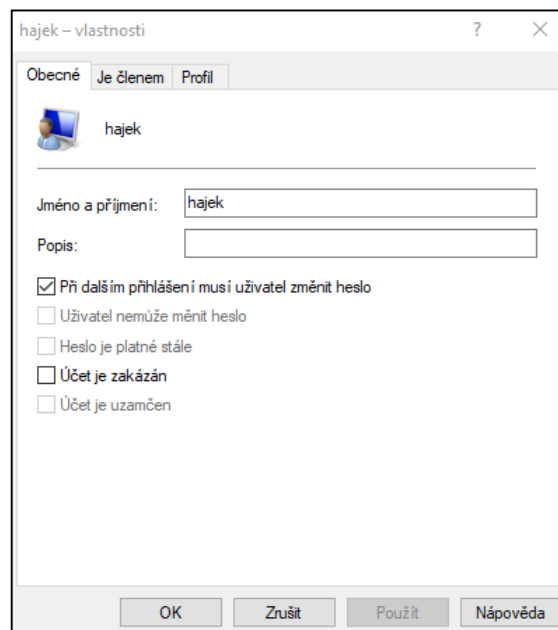 hajek – vlastnosti
Obecné Je členem Profil
hajek
Jméno a příjmení: hajek
Popis:
Při dalším přihlášení musí uživatel změnit heslo
Uživatel nemůže měnit heslo
Heslo je platné stále
Účet je zakázán
Účet je uzamčen
OK Zrušit Použít Nápověda